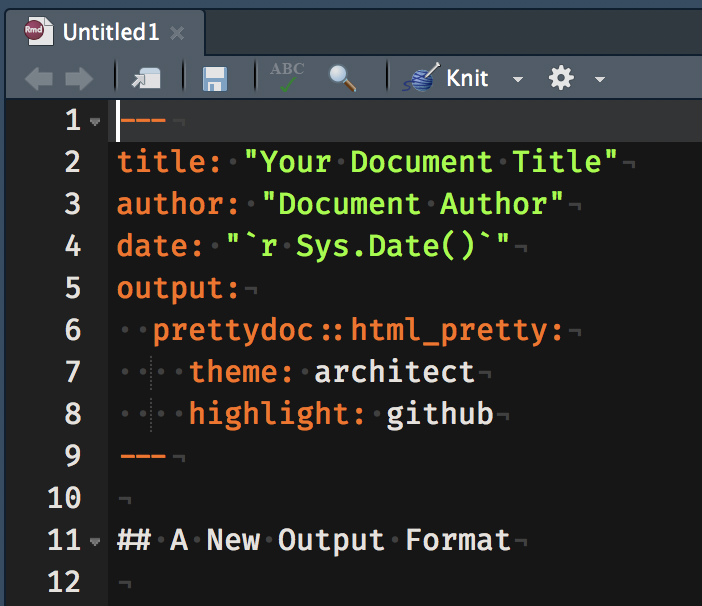 Rmd Untitled1 ×
ABC Knit
1 ---
2 title: "Your Document Title"
3 author: "Document Author"
4 date: "`r Sys.Date()`"
5 output:
6   prettydoc::html_pretty:
7     theme: architect
8     highlight: github
9 ---
10
11 ## A New Output Format
12